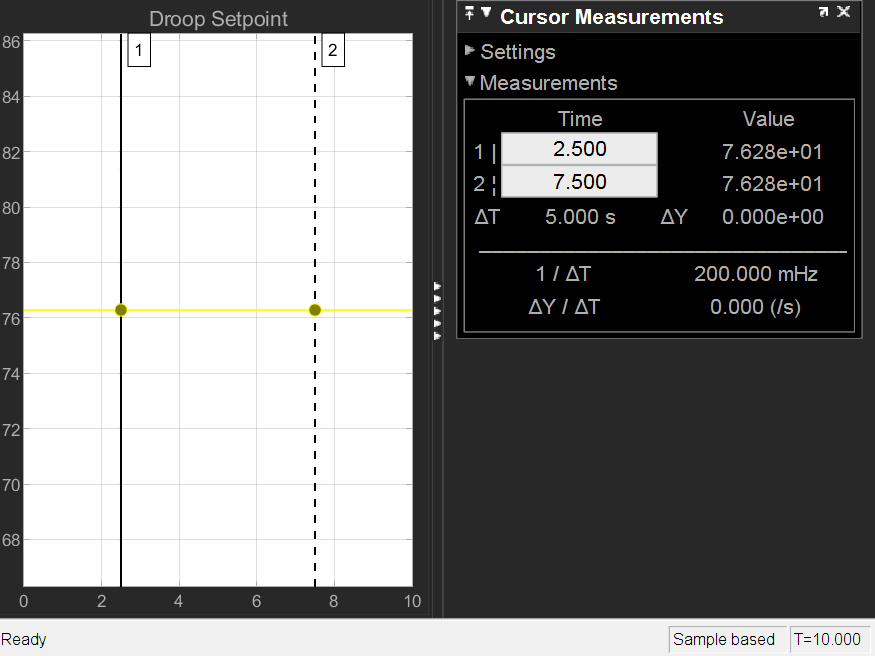 Droop Setpoint
86
84
82
80
78
76
74
72
70
68
0 2 4 6 8 10
1
2
Cursor Measurements
Settings
Measurements
Time Value
1 | 2.500 7.628e+01
2 ¦ 7.500 7.628e+01
ΔT 5.000 s ΔY 0.000e+00
1 / ΔT 200.000 mHz
ΔY / ΔT 0.000 (/s)
Ready Sample based T=10.000